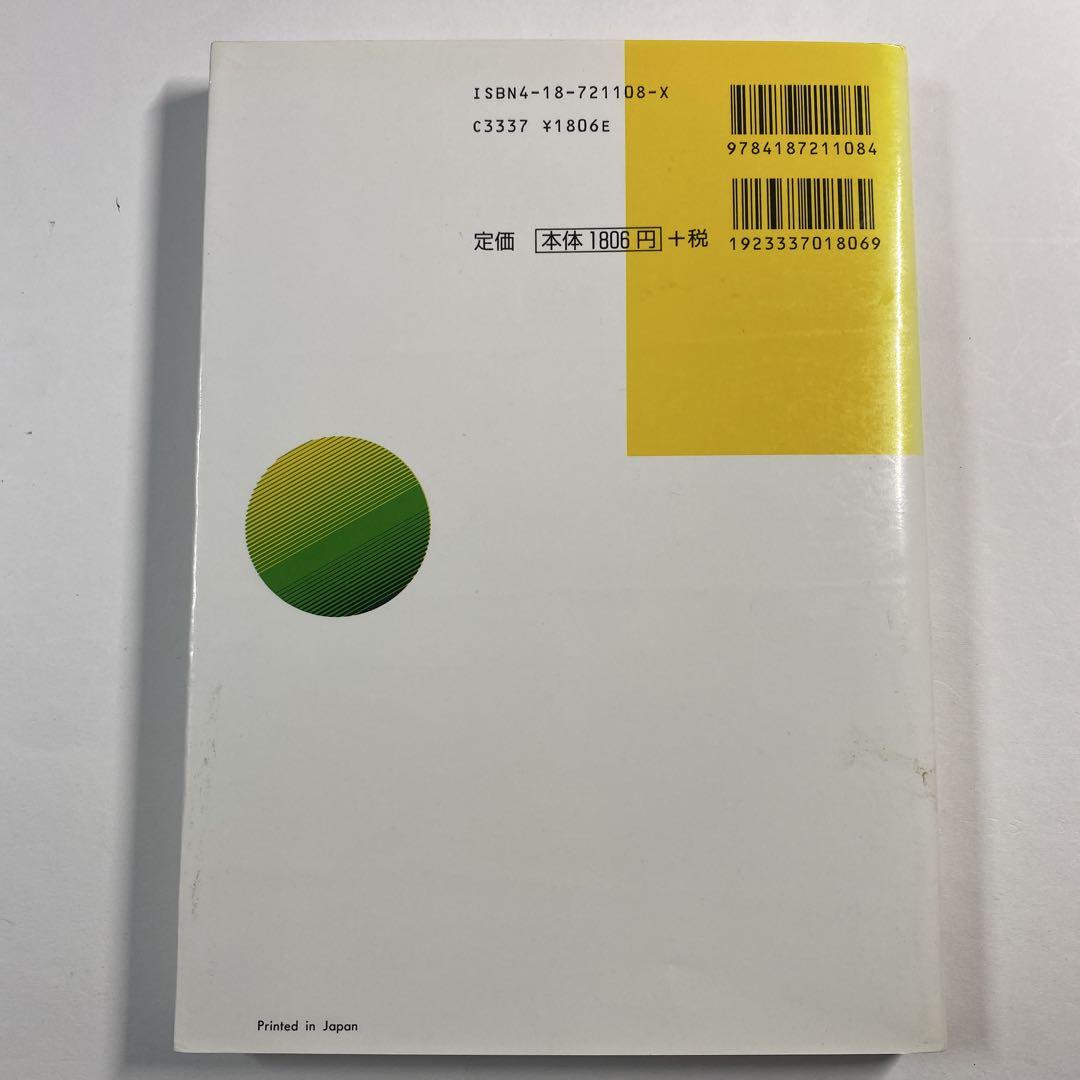 ISBN4-18-721108-X
C3337 ¥1806E
9784187211084
定価 本体1806円 +税
1923337018069
Printed in Japan